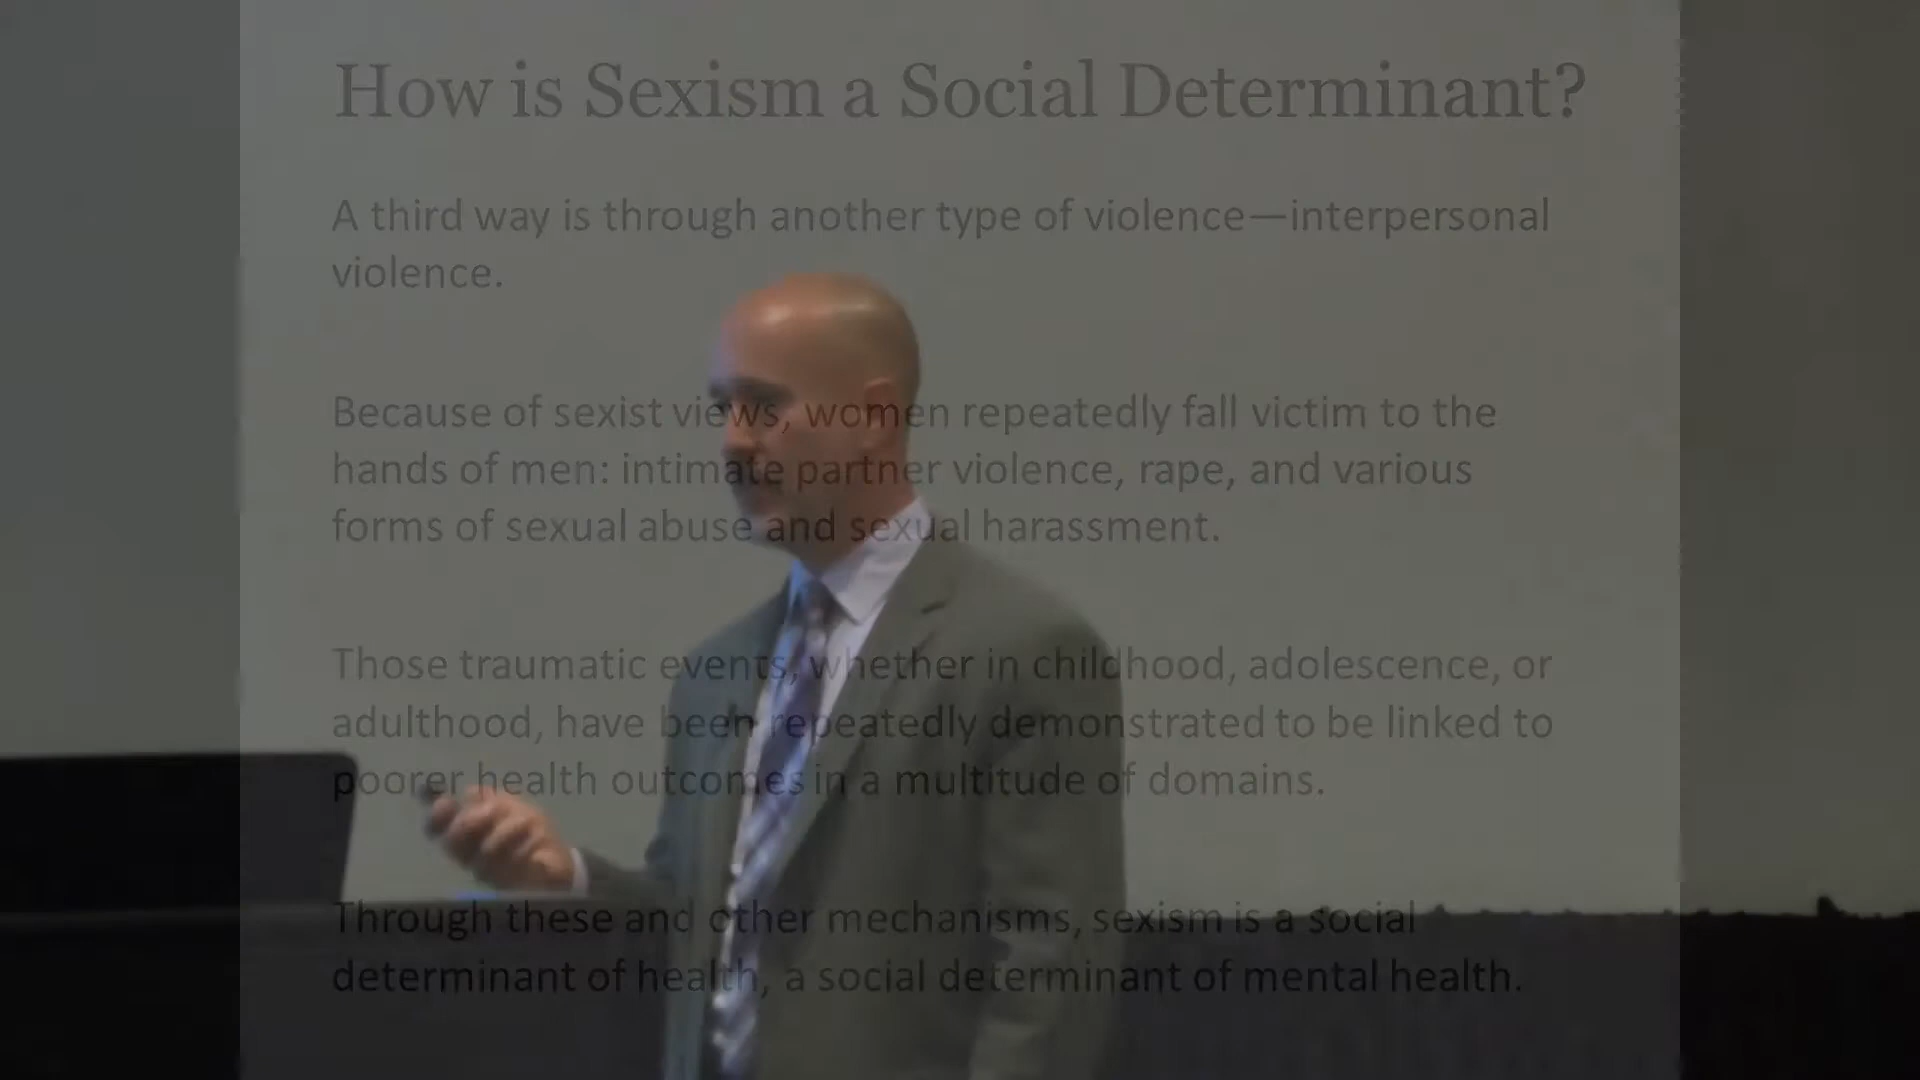 How is Sexism a Social Determinant?
A third way is through another type of violence—interpersonal
violence.
Because of sexist views, women repeatedly fall victim to the
hands of men: intimate partner violence, rape, and various
forms of sexual abuse and sexual harassment.
Those traumatic events, whether in childhood, adolescence, or
adulthood, have been repeatedly demonstrated to be linked to
poorer health outcomes in a multitude of domains.
Through these and other mechanisms, sexism is a social
determinant of health, a social determinant of mental health.